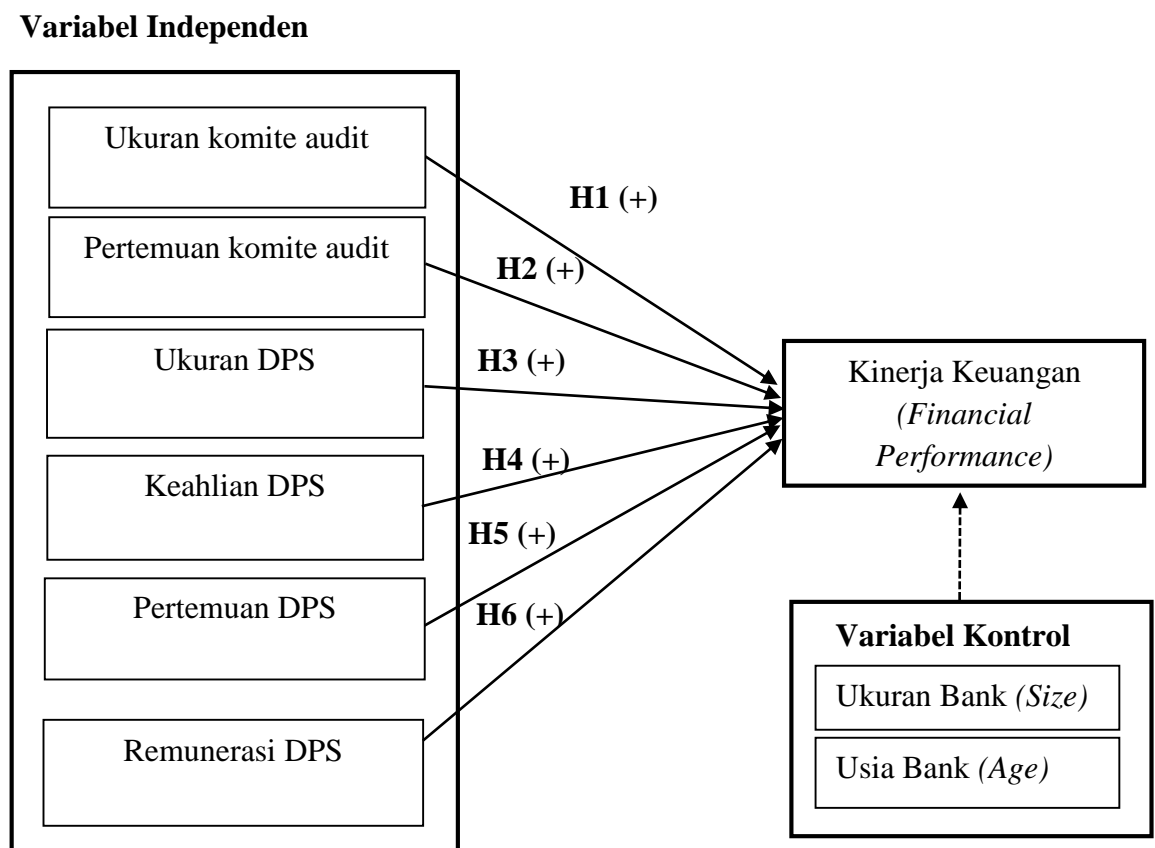 Variabel Independen
Ukuran komite audit
H1 (+)
Pertemuan komite audit
H2 (+)
Ukuran DPS
H3 (+)
Kinerja Keuangan
(Financial
Performance)
Keahlian DPS
H4 (+)
H5 (+)
Pertemuan DPS
H6 (+)
Variabel Kontrol
Ukuran Bank (Size)
Remunerasi DPS
Usia Bank (Age)